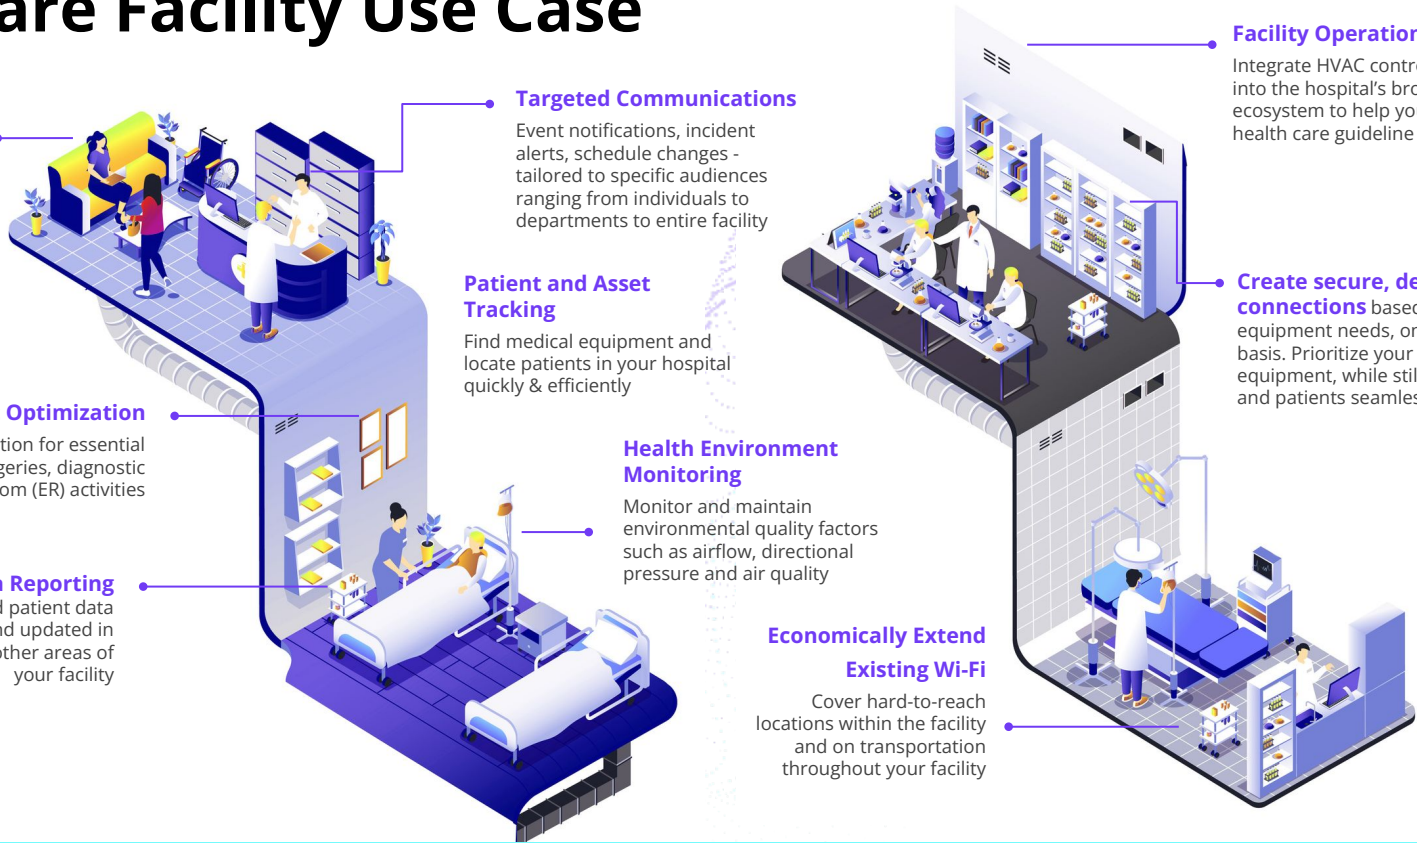 are Facility Use Case
Targeted Communications
Event notifications, incident
alerts, schedule changes -
tailored to specific audiences
ranging from individuals to
departments to entire facility
Patient and Asset
Tracking
Find medical equipment and
locate patients in your hospital
quickly & efficiently
Optimization
tion for essential
geries, diagnostic
om (ER) activities
Health Environment
Monitoring
Monitor and maintain
environmental quality factors
such as airflow, directional
pressure and air quality
Reporting
d patient data
nd updated in
other areas of
your facility
Economically Extend
Existing Wi-Fi
Cover hard-to-reach
locations within the facility
and on transportation
throughout your facility
Facility Operation
Integrate HVAC contr
into the hospital's bro
ecosystem to help yo
health care guideline
Create secure, de
connections based
equipment needs, or
basis. Prioritize your
equipment, while stil
and patients seamles